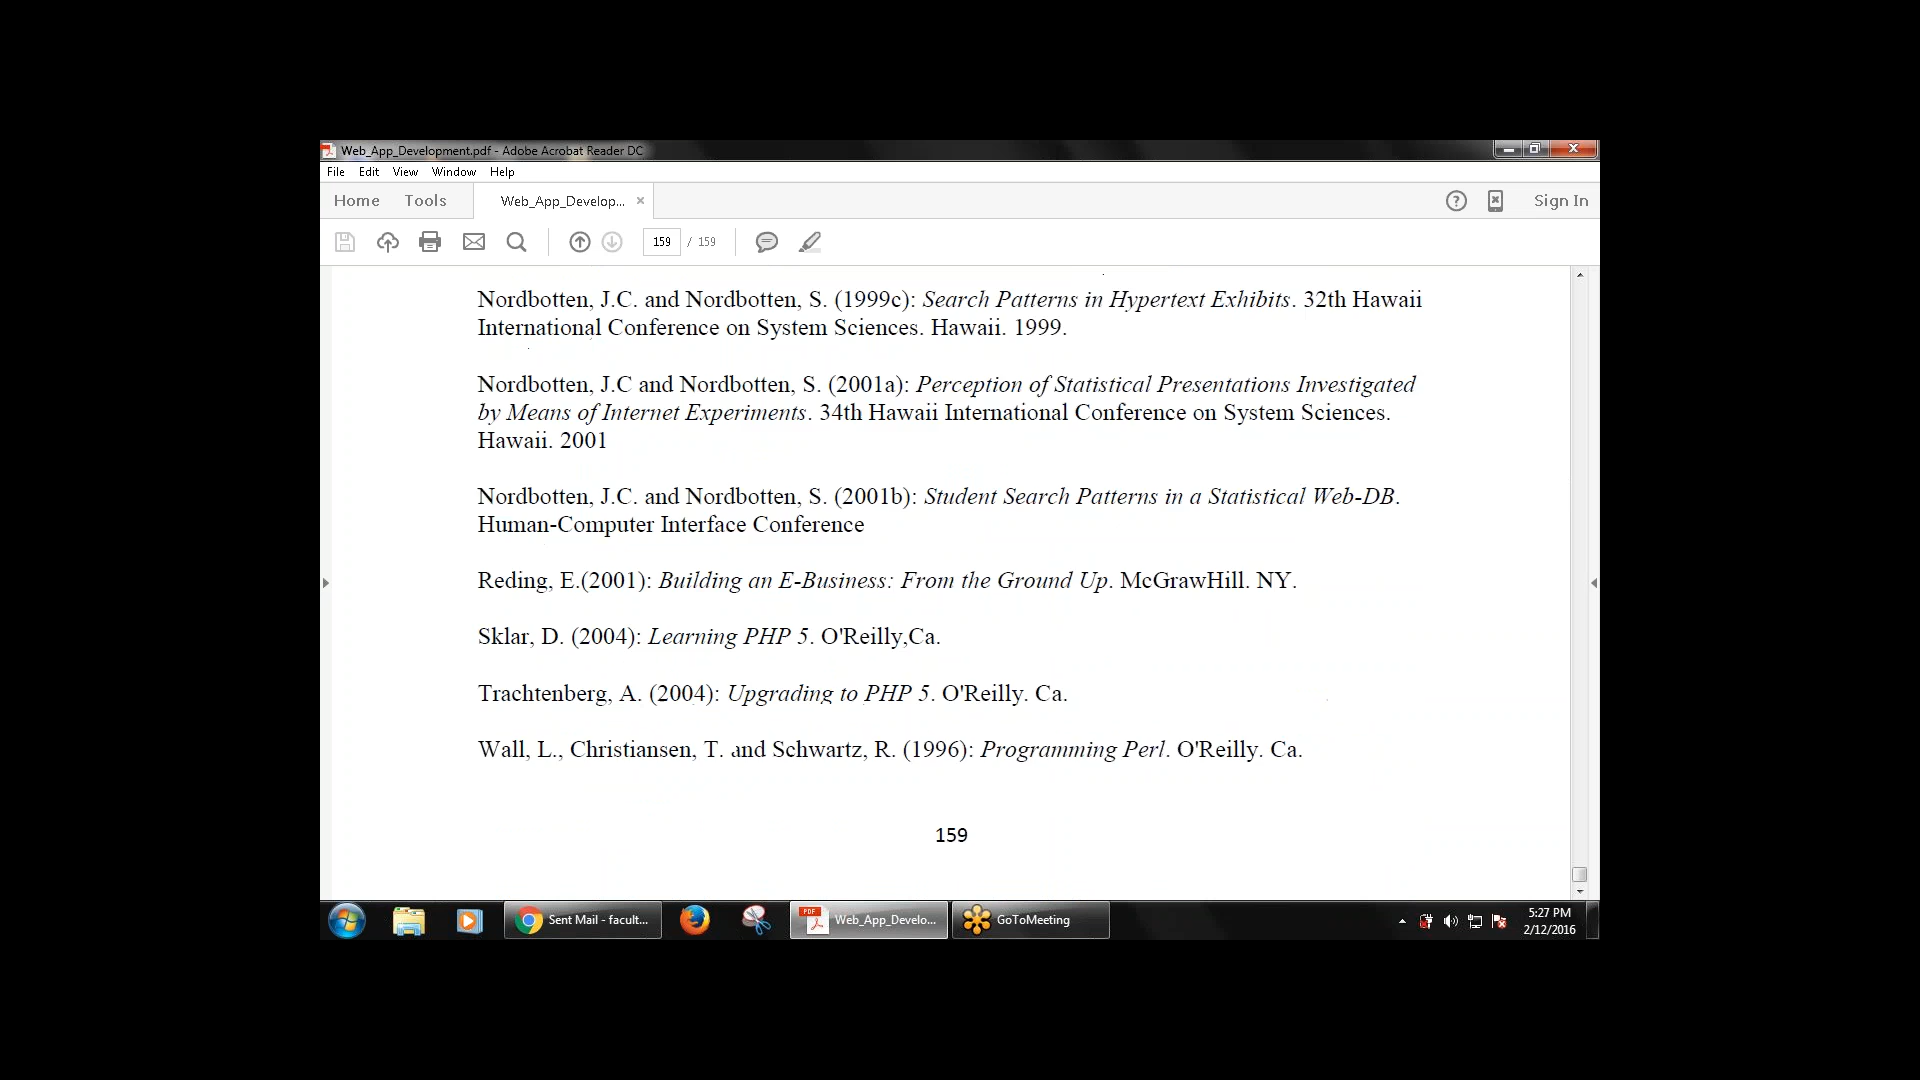 Web_App_Development.pdf - Adobe Acrobat Reader DC
File Edit View Window Help
Home Tools Web_App_Develop... Sign In
159 / 159
Nordbotten, J.C. and Nordbotten, S. (1999c): Search Patterns in Hypertext Exhibits. 32th Hawaii
International Conference on System Sciences. Hawaii. 1999.
Nordbotten, J.C and Nordbotten, S. (2001a): Perception of Statistical Presentations Investigated
by Means of Internet Experiments. 34th Hawaii International Conference on System Sciences.
Hawaii. 2001
Nordbotten, J.C. and Nordbotten, S. (2001b): Student Search Patterns in a Statistical Web-DB.
Human-Computer Interface Conference
Reding, E.(2001): Building an E-Business: From the Ground Up. McGrawHill. NY.
Sklar, D. (2004): Learning PHP 5. O'Reilly,Ca.
Trachtenberg, A. (2004): Upgrading to PHP 5. O'Reilly. Ca.
Wall, L., Christiansen, T. and Schwartz, R. (1996): Programming Perl. O'Reilly. Ca.
159
Sent Mail - facult... PDF Web_App_Develo... GoToMeeting
5:27 PM
2/12/2016